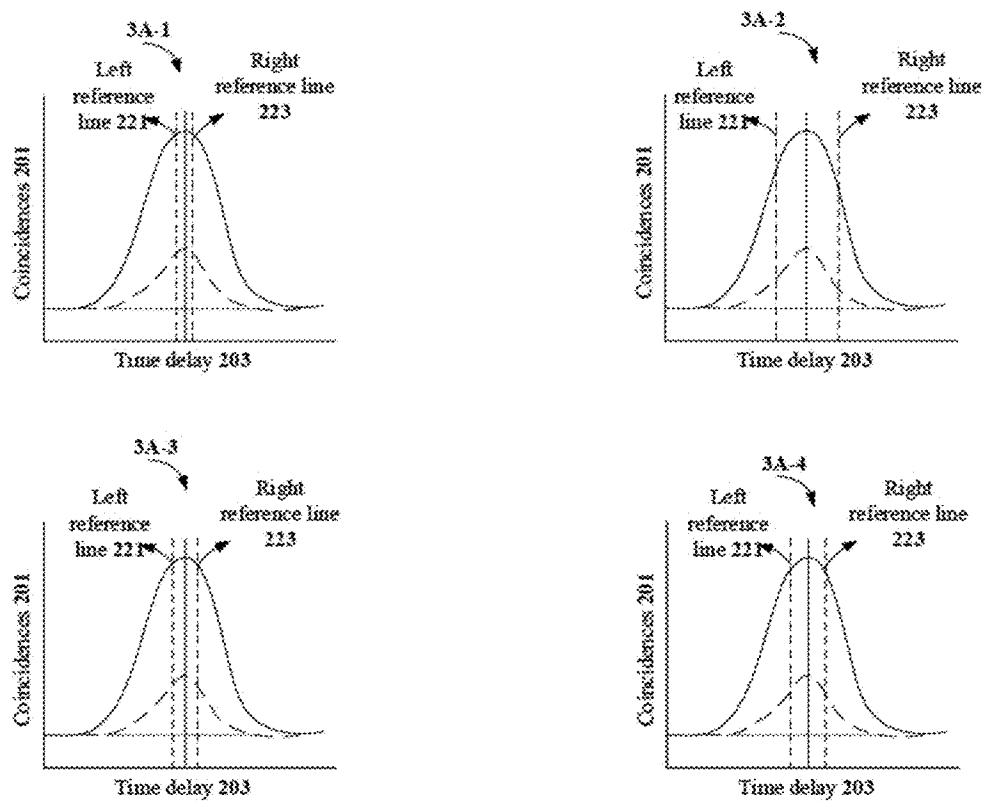 3A-1
Left
reference
line 221
Right
reference line
223
Coincidences 201
Time delay 203
3A-2
Left
reference
line 221
Right
reference line
223
Coincidences 201
Time delay 203
3A-3
Left
reference
line 221
Right
reference line
223
Coincidences 201
Time delay 203
3A-4
Left
reference
line 221
Right
reference line
223
Coincidences 201
Time delay 203